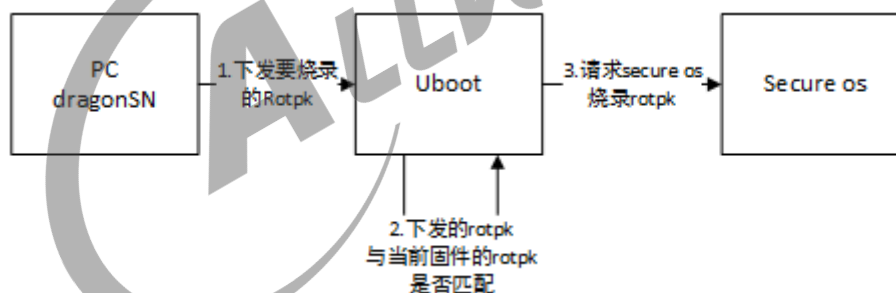 PC
dragonSN
1.下发要烧录
的Rotpk
Uboot
3.请求secure os
烧录rotpk
Secure os
2.下发的rotpk
与当前固件的rotpk
是否匹配